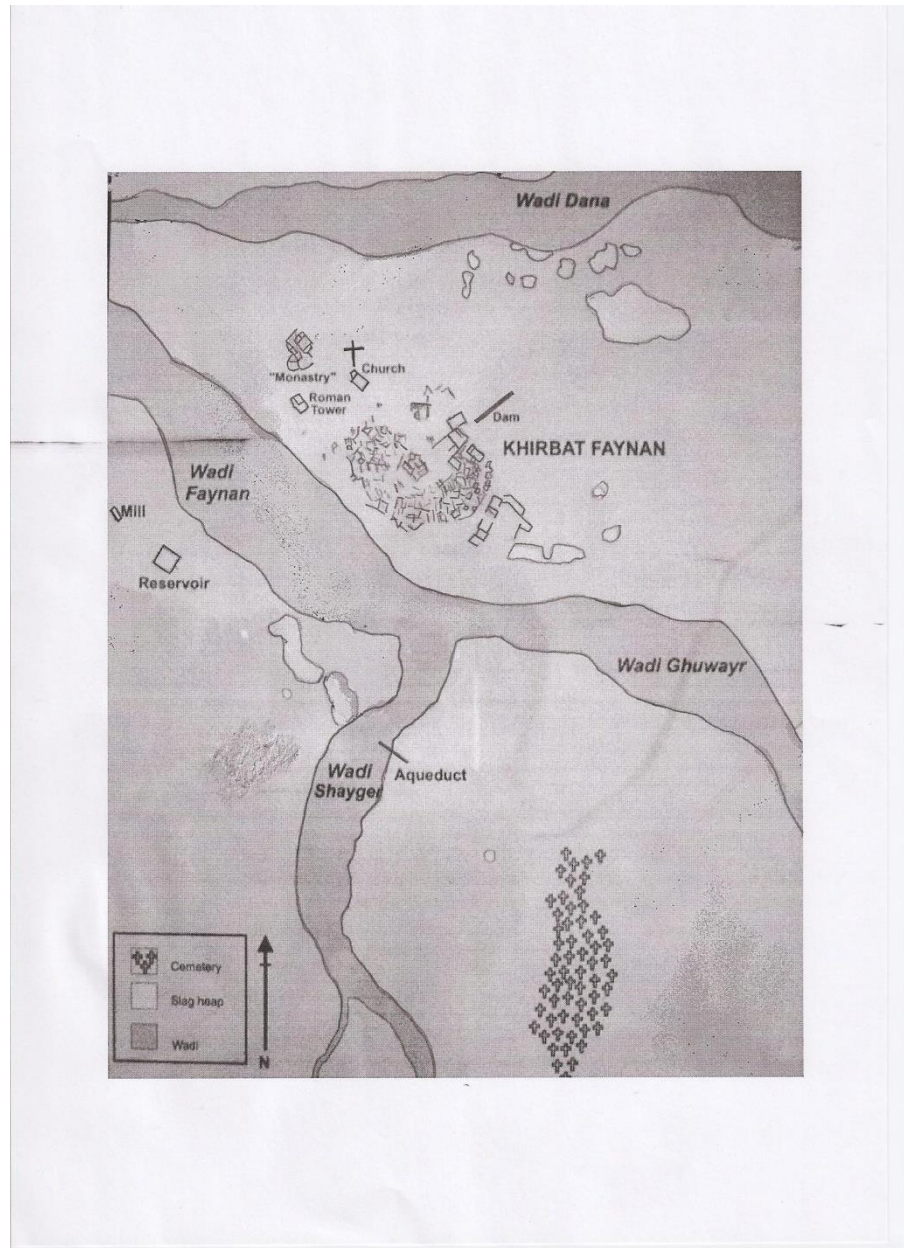 Wadi Dana
Church
"Monastry"
Roman
Tower
Dam
KHIRBAT FAYNAN
Wadi
Faynan
Mill
Reservoir
Wadi Ghuwayr
Wadi
Shayger
Aqueduct
Cemetery
Slag heap
Wadi
N